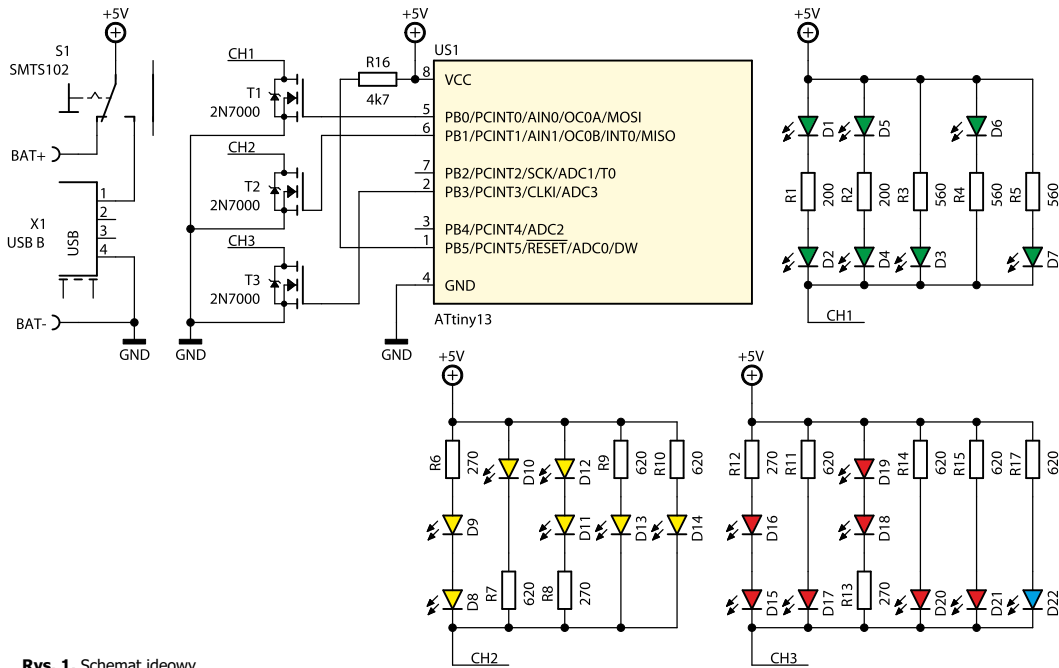 +5V
S1
SMTS102
BAT+
X1
USB B
USB
1
2
3
4
BAT-
GND
CH1
T1
2N7000
CH2
T2
2N7000
CH3
T3
2N7000
GND
+5V
R16
4k7
US1
8 VCC
5 PB0/PCINT0/AIN0/OC0A/MOSI
6 PB1/PCINT1/AIN1/OC0B/INT0/MISO
7 PB2/PCINT2/SCK/ADC1/T0
2 PB3/PCINT3/CLKI/ADC3
3 PB4/PCINT4/ADC2
1 PB5/PCINT5/RESET/ADC0/DW
4 GND
ATtiny13
GND
+5V
D1
D5
D6
R1 200
R2 200
R3 560
R4 560
R5 560
D2
D4
D3
D7
CH1
+5V
R6 270
D10
D12
R9 620
R10 620
D9
D11
D13
D14
D8
R7 620
R8 270
CH2
+5V
R12 270
R11 620
D19
R14 620
R15 620
R17 620
D16
D18
D15
D17
R13 270
D20
D21
D22
CH3
Rys. 1. Schemat ideowy